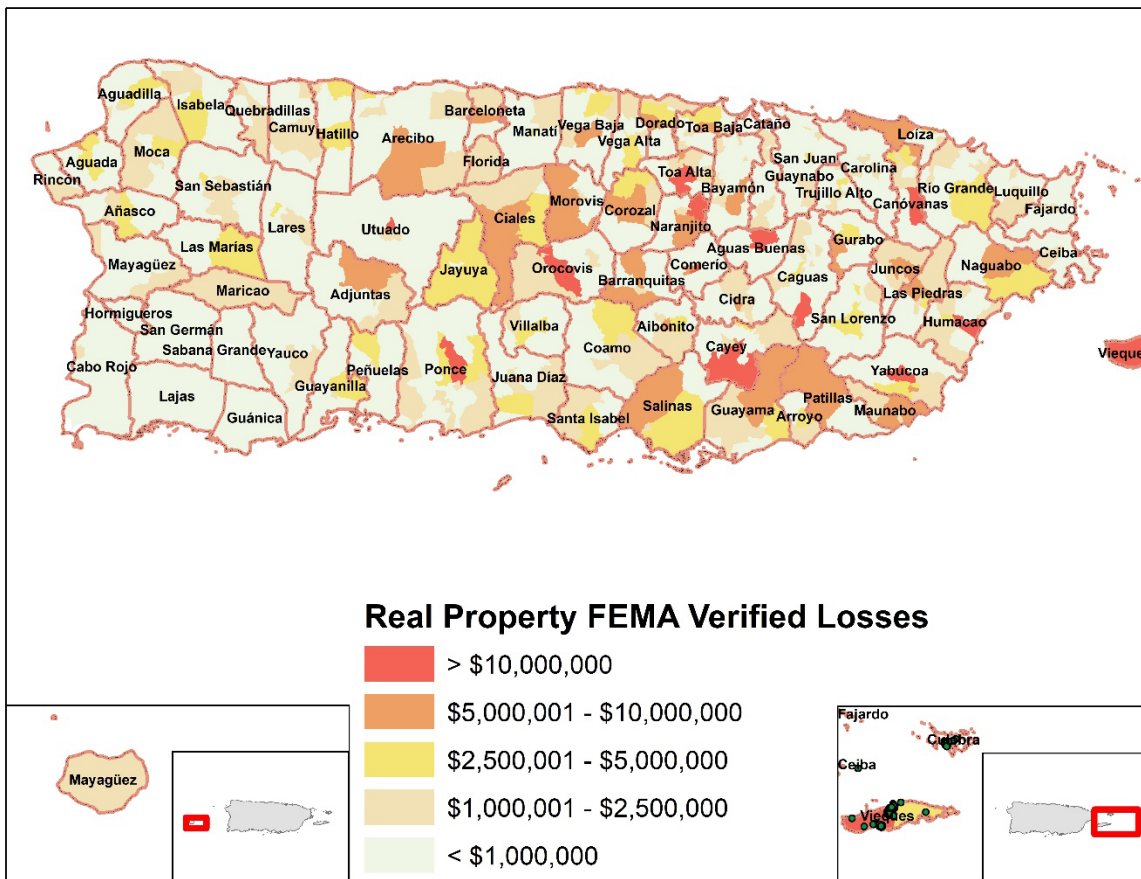 Aguadilla
Isabela
Quebradillas
Camuy
Hatillo
Arecibo
Barceloneta
Manatí
Vega Baja
Vega Alta
Dorado
Toa Baja
Cataño
Loíza
Moca
Aguada
Rincón
San Sebastián
Florida
Toa Alta
Bayamón
San Juan
Guaynabo
Trujillo Alto
Carolina
Canóvanas
Río Grande
Luquillo
Fajardo
Añasco
Las Marías
Lares
Utuado
Ciales
Morovis
Corozal
Naranjito
Aguas Buenas
Gurabo
Ceiba
Mayagüez
Maricao
Adjuntas
Jayuya
Orocovis
Barranquitas
Comerío
Cidra
Caguas
Juncos
Las Piedras
Naguabo
Hormigueros
San Germán
Sabana Grande
Yauco
Villalba
Aibonito
San Lorenzo
Humacao
Cabo Rojo
Lajas
Guánica
Guayanilla
Peñuelas
Ponce
Juana Díaz
Coamo
Cayey
Yabucoa
Santa Isabel
Salinas
Guayama
Arroyo
Patillas
Maunabo
Vieque
Real Property FEMA Verified Losses
> $10,000,000
$5,000,001 - $10,000,000
$2,500,001 - $5,000,000
$1,000,001 - $2,500,000
< $1,000,000
Mayagüez
Fajardo
Culebra
Ceiba
Vieques